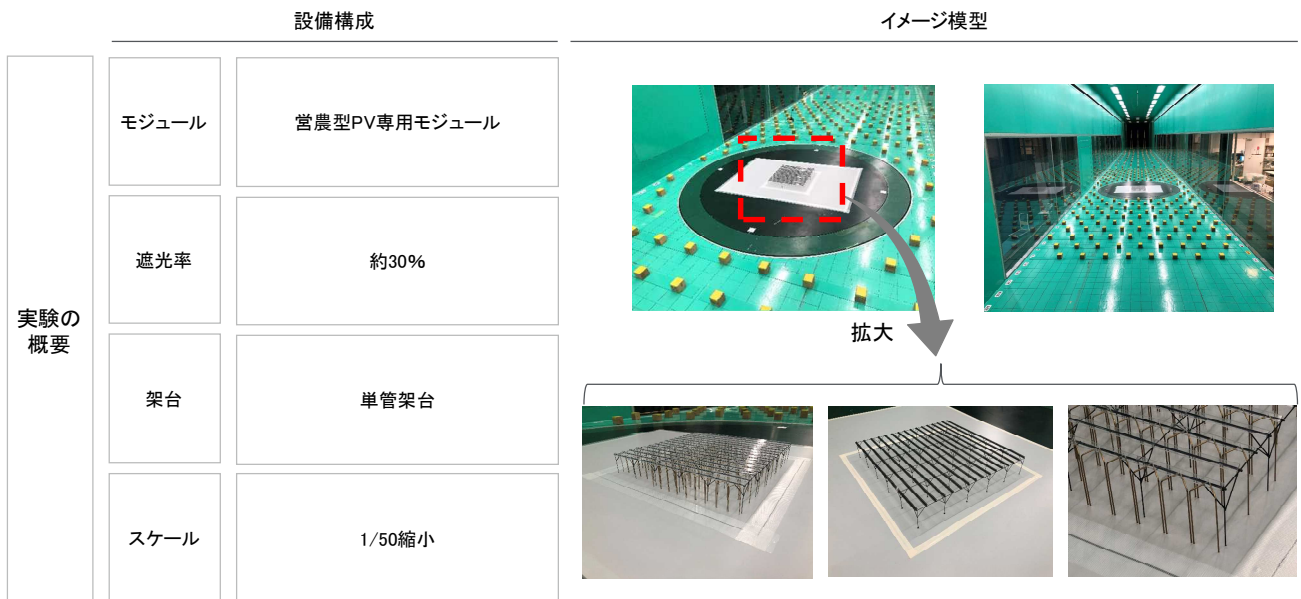 設備構成
イメージ模型
実験の
概要
モジュール
営農型PV専用モジュール
遮光率
約30%
架台
単管架台
スケール
1/50縮小
拡大